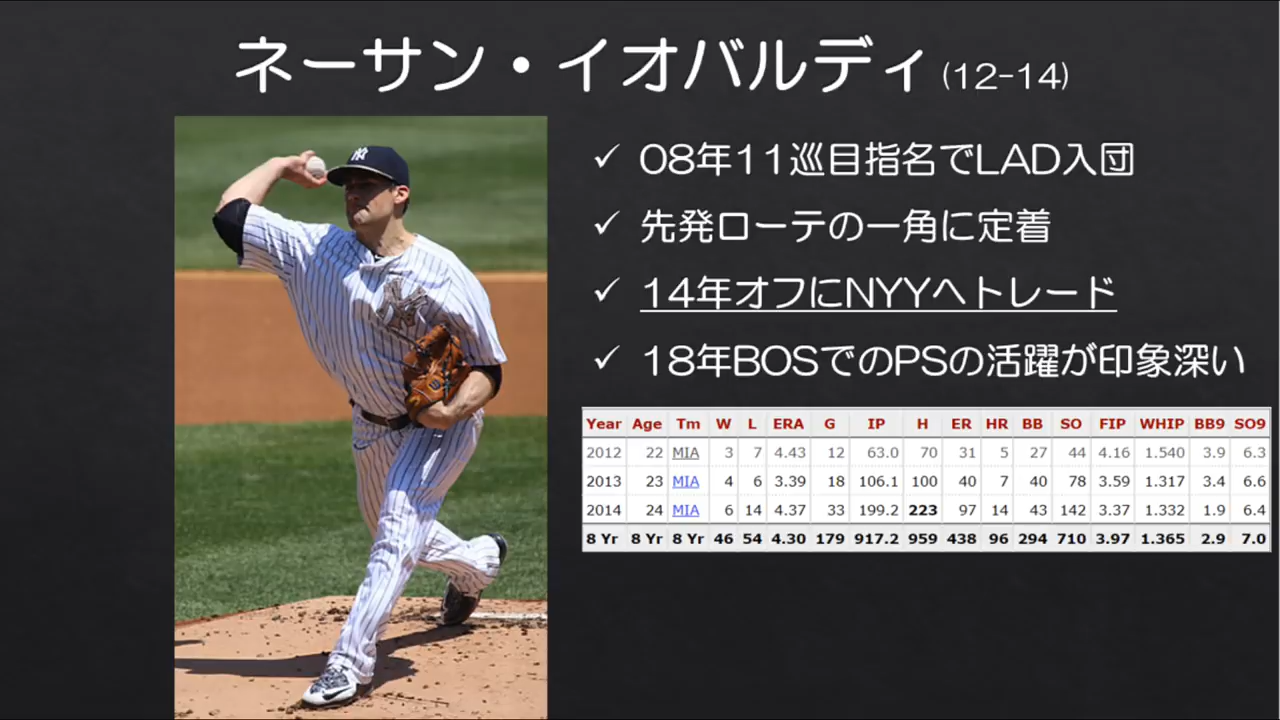 ネーサン・イオバルディ (12-14)
✓ 08年11巡目指名でLAD入団
✓ 先発ローテの一角に定着
✓ 14年オフにNYYへトレード
✓ 18年BOSでのPSの活躍が印象深い
Year Age Tm W L ERA G IP H ER HR BB SO FIP WHIP BB9 SO9
2012 22 MIA 3 7 4.43 12 63.0 70 31 5 27 44 4.16 1.540 3.9 6.3
2013 23 MIA 4 6 3.39 18 106.1 100 40 7 40 78 3.59 1.317 3.4 6.6
2014 24 MIA 6 14 4.37 33 199.2 223 97 14 43 142 3.37 1.332 1.9 6.4
8 Yr 8 Yr 8 Yr 46 54 4.30 179 917.2 959 438 96 294 710 3.97 1.365 2.9 7.0